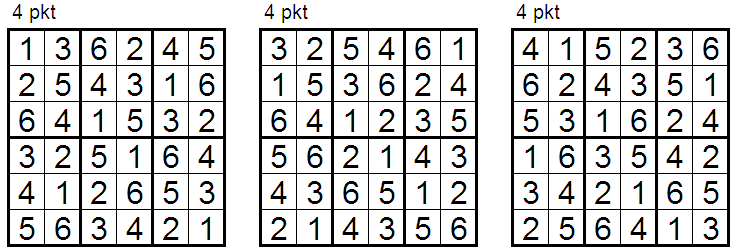 4 pkt 4 pkt 4 pkt
1 3 6 2 4 5 3 2 5 4 6 1 4 1 5 2 3 6
2 5 4 3 1 6 1 5 3 6 2 4 6 2 4 3 5 1
6 4 1 5 3 2 6 4 1 2 3 5 5 3 1 6 2 4
3 2 5 1 6 4 5 6 2 1 4 3 1 6 3 5 4 2
4 1 2 6 5 3 4 3 6 5 1 2 3 4 2 1 6 5
5 6 3 4 2 1 2 1 4 3 5 6 2 5 6 4 1 3